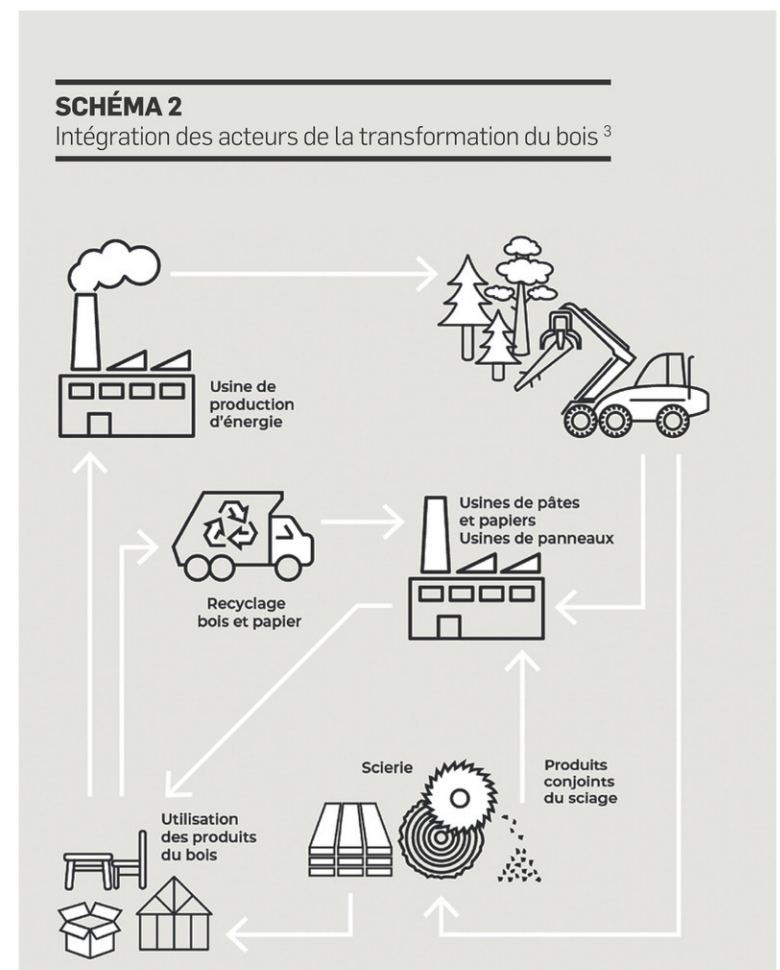 SCHÉMA 2
Intégration des acteurs de la transformation du bois 3
Usine de
production
d'énergie
Usines de pâtes
et papiers
Usines de panneaux
Recyclage
bois et papier
Scierie
Produits
conjoints
du sciage
Utilisation
des produits
du bois